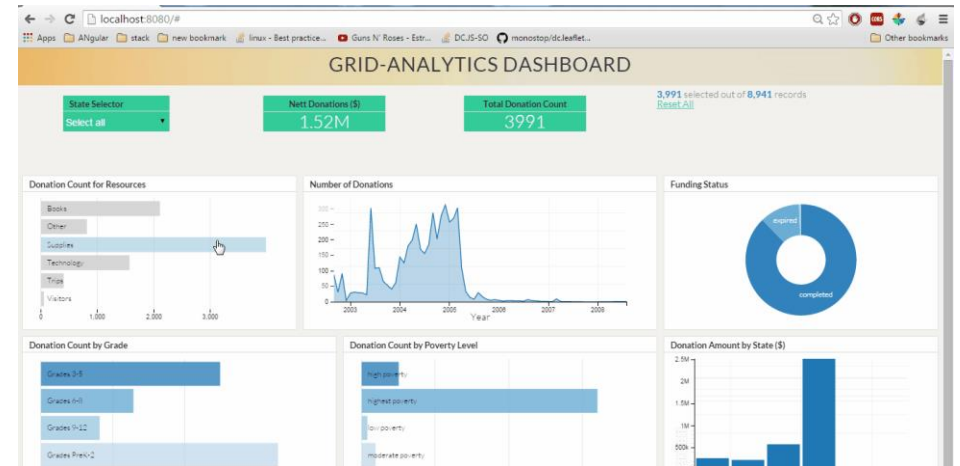 localhost:8080/#
Apps ANgular stack new bookmark linux - Best practice... Guns N' Roses - Estr... DCJS-SO monostop/dc.leaflet... Other bookmarks
GRID-ANALYTICS DASHBOARD
State Selector
Select all
Nett Donations ($)
1.52M
Total Donation Count
3991
3,991 selected out of 8,941 records
Reset All
Donation Count for Resources
Books
Other
Supplies
Technology
Trips
Visitors
0 1,000 2,000 3,000
Number of Donations
300
250
200
150
100
50
0
2003 2004 2005 2006 2007 2008
Year
Funding Status
expired
completed
Donation Count by Grade
Grades 3-5
Grades 6-8
Grades 9-12
Grades PreK-2
Donation Count by Poverty Level
high poverty
highest poverty
low poverty
moderate poverty
Donation Amount by State ($)
2.5M
2M
1.5M
1M
500k